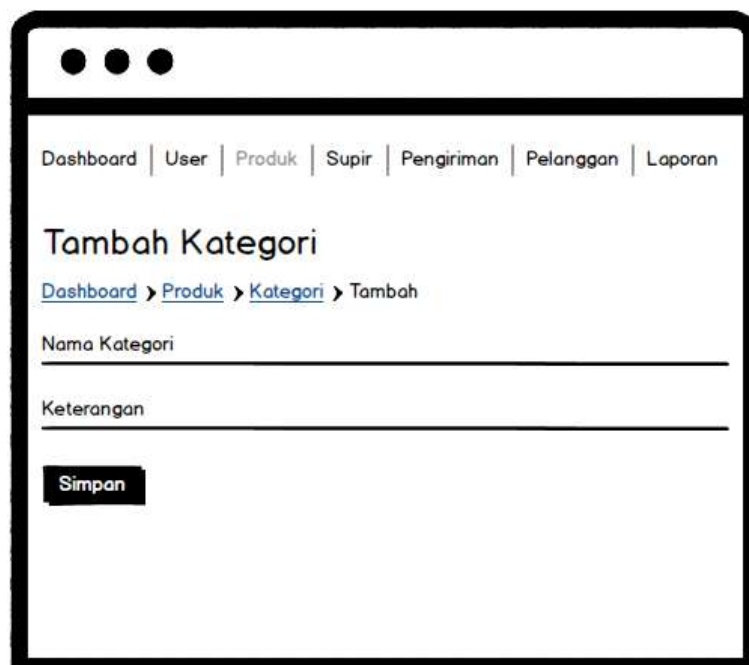 Dashboard | User | Produk | Supir | Pengiriman | Pelanggan | Laporan
Tambah Kategori
Dashboard > Produk > Kategori > Tambah
Nama Kategori
Keterangan
Simpan